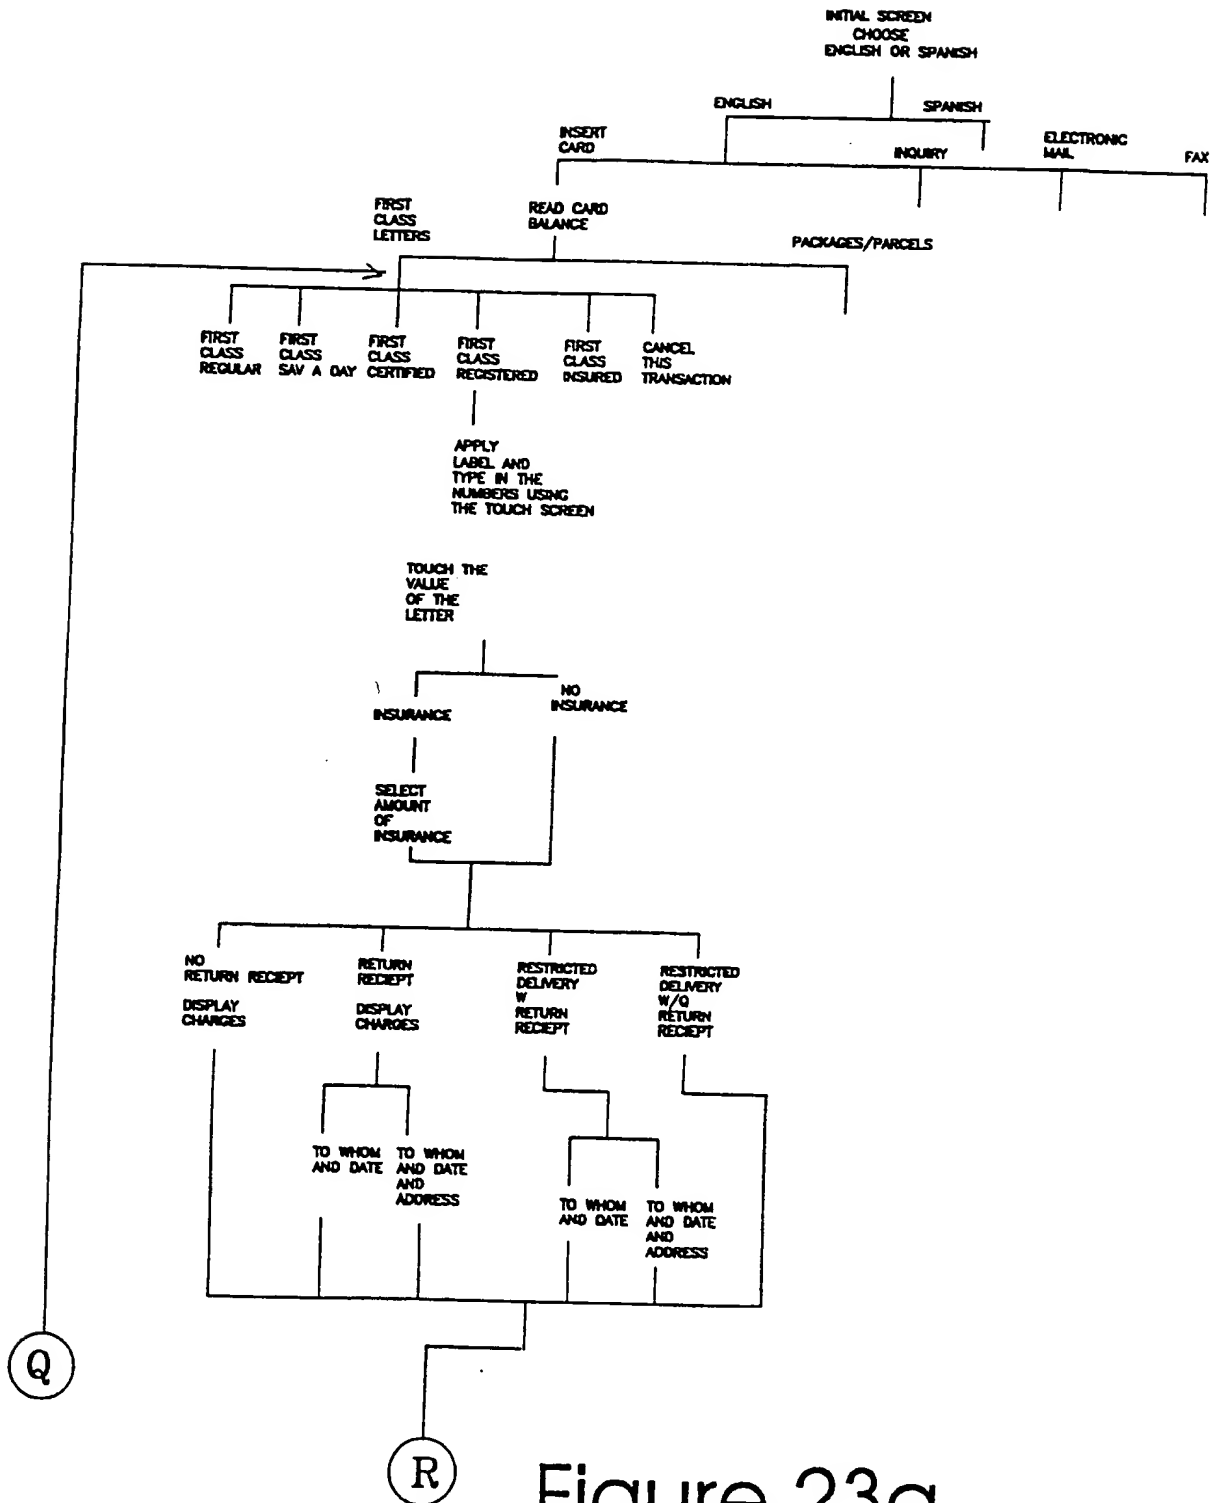 INITIAL SCREEN
CHOOSE
ENGLISH OR SPANISH
ENGLISH
SPANISH
INSERT
CARD
INQUIRY
ELECTRONIC
MAIL
FAX
FIRST
CLASS
LETTERS
READ CARD
BALANCE
PACKAGES/PARCELS
FIRST
CLASS
REGULAR
FIRST
CLASS
SAV A DAY
FIRST
CLASS
CERTIFIED
FIRST
CLASS
REGISTERED
FIRST
CLASS
INSURED
CANCEL
THIS
TRANSACTION
APPLY
LABEL AND
TYPE IN THE
NUMBERS USING
THE TOUCH SCREEN
TOUCH THE
VALUE
OF THE
LETTER
INSURANCE
NO
INSURANCE
SELECT
AMOUNT
OF
INSURANCE
NO
RETURN RECIEPT
DISPLAY
CHARGES
RETURN
RECIEPT
DISPLAY
CHARGES
RESTRICTED
DELIVERY
W
RETURN
RECIEPT
RESTRICTED
DELIVERY
W/O
RETURN
RECIEPT
TO WHOM
AND DATE
TO WHOM
AND DATE
AND
ADDRESS
TO WHOM
AND DATE
TO WHOM
AND DATE
AND
ADDRESS
Q
R
Figure 23a